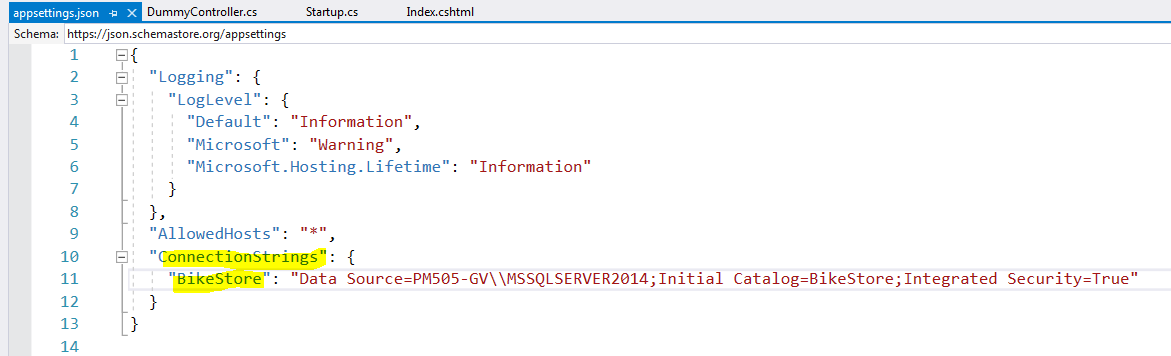 appsettings.json DummyController.cs Startup.cs Index.cshtml
Schema: https://json.schemastore.org/appsettings
1 {
2 "Logging": {
3 "LogLevel": {
4 "Default": "Information",
5 "Microsoft": "Warning",
6 "Microsoft.Hosting.Lifetime": "Information"
7 }
8 },
9 "AllowedHosts": "*",
10 "ConnectionStrings": {
11 "BikeStore": "Data Source=PM505-GV\\MSSQLSERVER2014;Initial Catalog=BikeStore;Integrated Security=True"
12 }
13 }
14